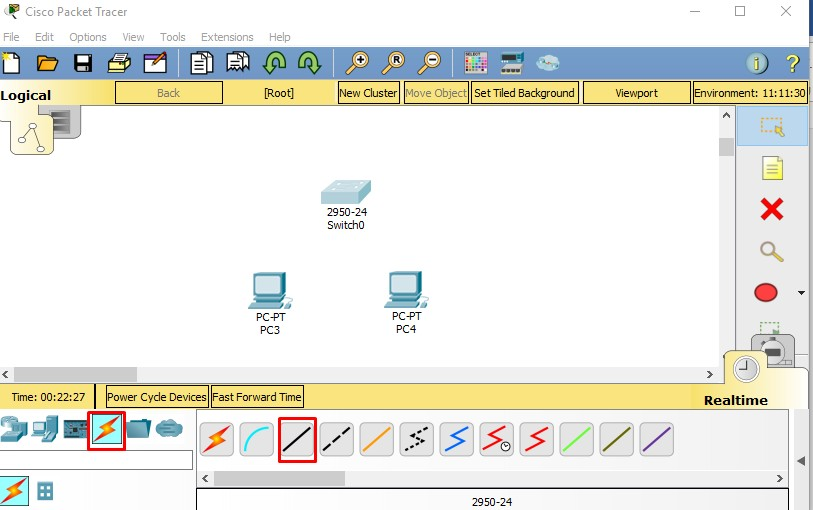 Cisco Packet Tracer
File Edit Options View Tools Extensions Help
Logical Back [Root] New Cluster Move Object Set Tiled Background Viewport Environment: 11:11:30
2950-24
Switch0
PC-PT PC-PT
PC3 PC4
Time: 00:22:27 Power Cycle Devices Fast Forward Time Realtime
2950-24